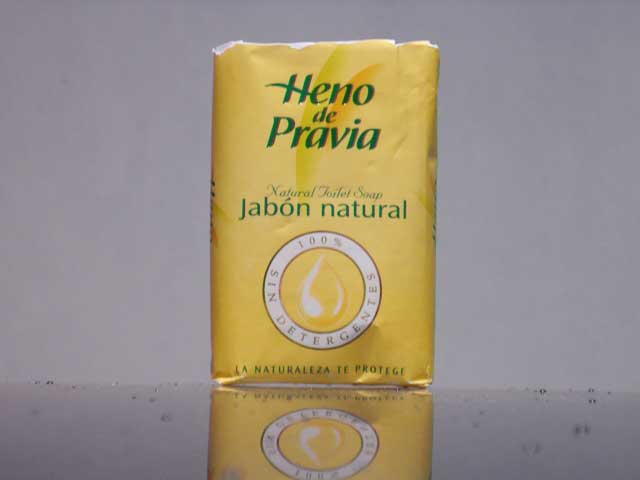 Heno
de
Pravia
Natural Toilet Soap
Jabón natural
100%
SIN DETERGENTES
LA NATURALEZA TE PROTEGE